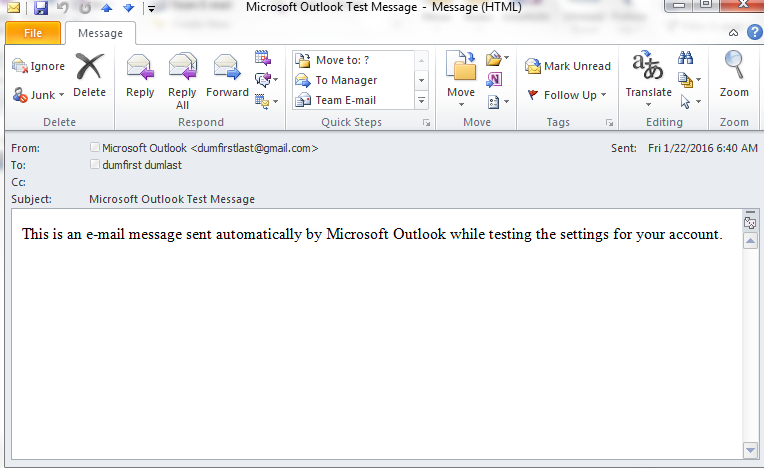 Microsoft Outlook Test Message - Message (HTML)
File Message
Ignore
Junk
Delete
Delete
Reply
Reply All
Forward
Respond
Move to: ?
To Manager
Team E-mail
Quick Steps
Move
Move
Mark Unread
Follow Up
Tags
Translate
Editing
Zoom
Zoom
From: Microsoft Outlook <dumfirstlast@gmail.com> Sent: Fri 1/22/2016 6:40 AM
To: dumfirst dumlast
Cc:
Subject: Microsoft Outlook Test Message
This is an e-mail message sent automatically by Microsoft Outlook while testing the settings for your account.